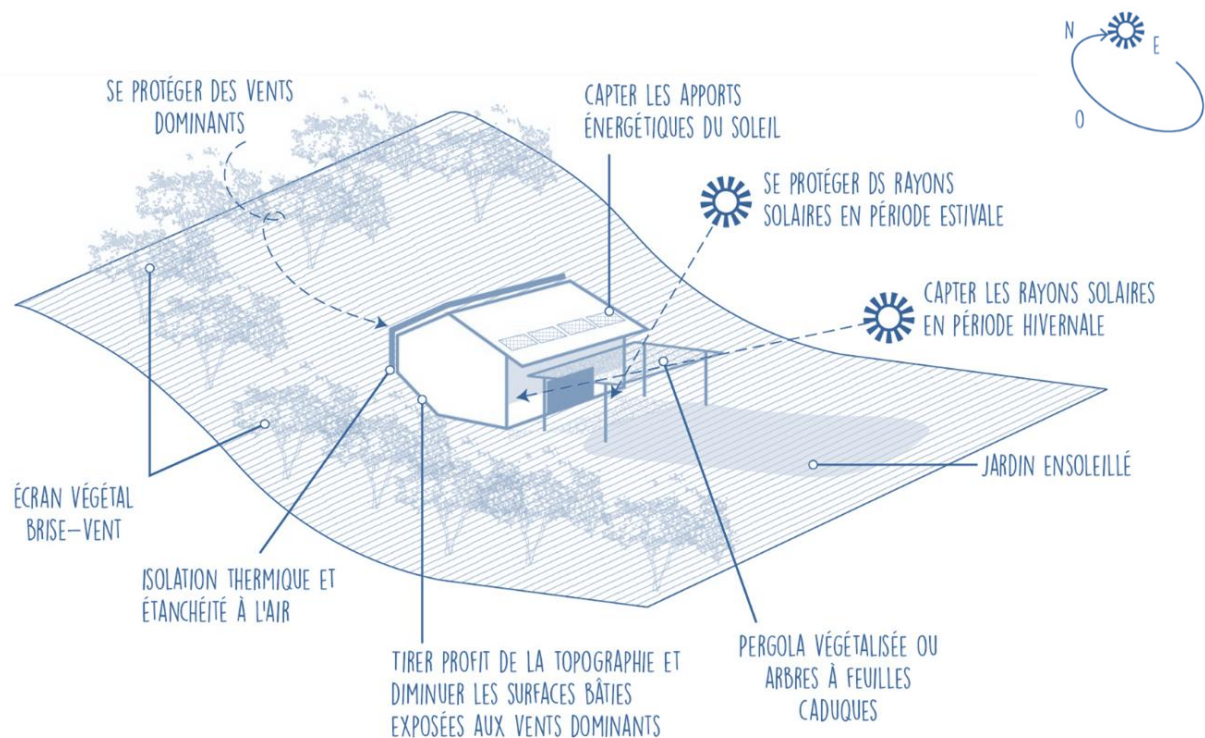 N
E
O
SE PROTÉGER DES VENTS
DOMINANTS
CAPTER LES APPORTS
ÉNERGÉTIQUES DU SOLEIL
SE PROTÉGER DS RAYONS
SOLAIRES EN PÉRIODE ESTIVALE
CAPTER LES RAYONS SOLAIRES
EN PÉRIODE HIVERNALE
JARDIN ENSOLEILLÉ
ÉCRAN VÉGÉTAL
BRISE-VENT
ISOLATION THERMIQUE ET
ÉTANCHÉITÉ À L'AIR
TIRER PROFIT DE LA TOPOGRAPHIE ET
DIMINUER LES SURFACES BÂTIES
EXPOSÉES AUX VENTS DOMINANTS
PERGOLA VÉGÉTALISÉE OU
ARBRES À FEUILLES
CADUQUES